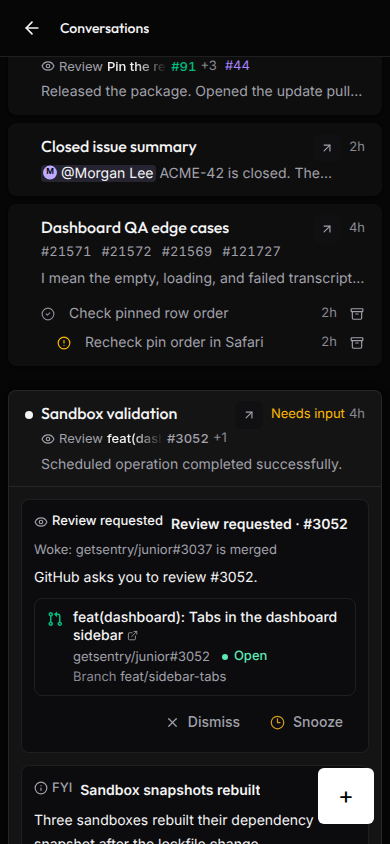 Conversations
Review Pin the re #91 +3 #44
Released the package. Opened the update pull...
Closed issue summary 2h
M @Morgan Lee ACME-42 is closed. The...
Dashboard QA edge cases 4h
#21571 #21572 #21569 #121727
I mean the empty, loading, and failed transcript...
Check pinned row order 2h
Recheck pin order in Safari 2h
Sandbox validation Needs input 4h
Review feat(das #3052 +1
Scheduled operation completed successfully.
Review requested Review requested · #3052
Woke: getsentry/junior#3037 is merged
GitHub asks you to review #3052.
feat(dashboard): Tabs in the dashboard
sidebar
getsentry/junior#3052 Open
Branch feat/sidebar-tabs
Dismiss Snooze
FYI Sandbox snapshots rebuilt
Three sandboxes rebuilt their dependency
snapshot after the lockfile change.